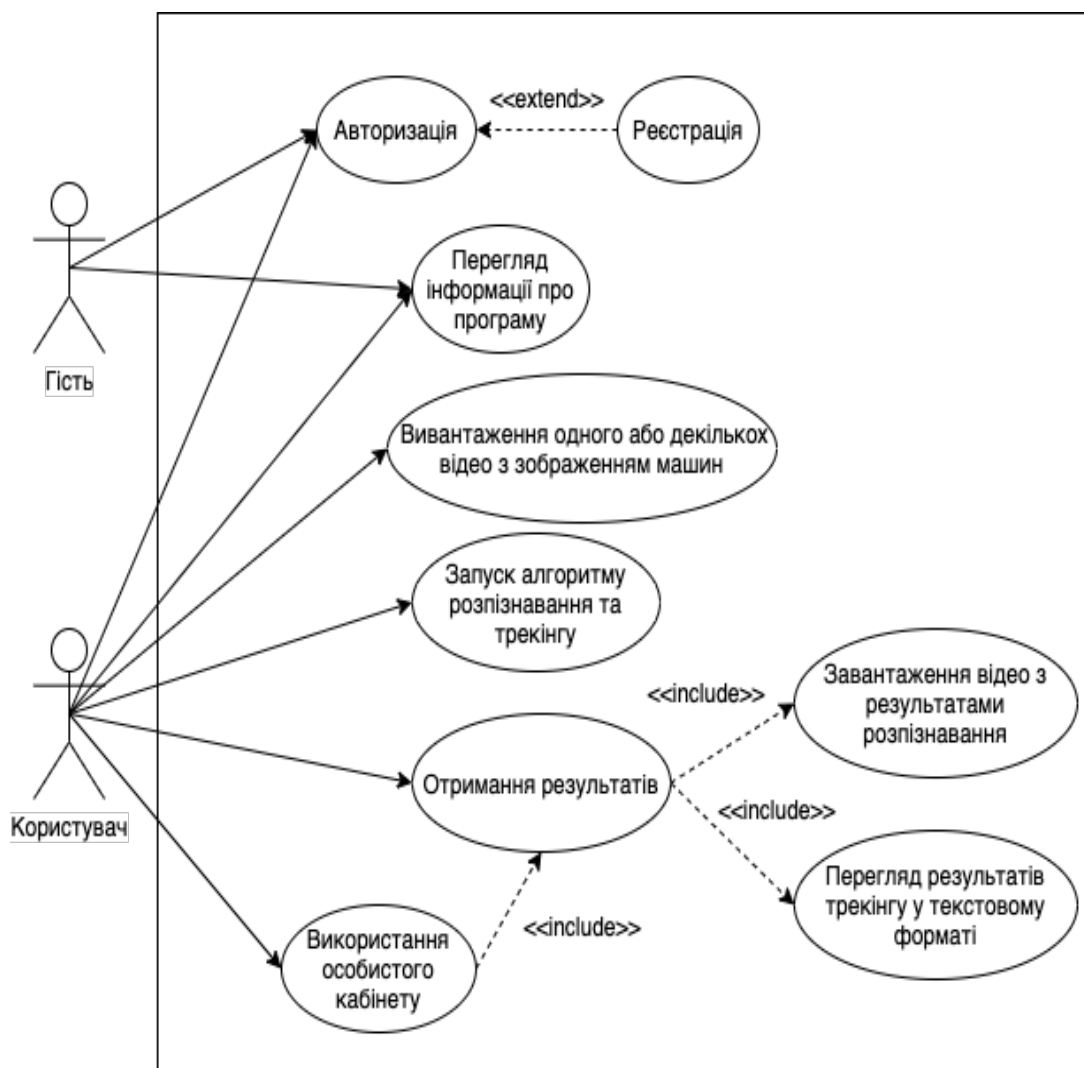 <<extend>>
Авторизація
Реєстрація
Перегляд
інформації про
програму
Гість
Вивантаження одного або декількох
відео з зображенням машин
Запуск алгоритму
розпізнавання та
трекінгу
<<include>>
Завантаження відео з
результатами
розпізнавання
Отримання результатів
<<include>>
Користувач
Перегляд результатів
трекінгу у текстовому
форматі
<<include>>
Використання
особистого
кабінету